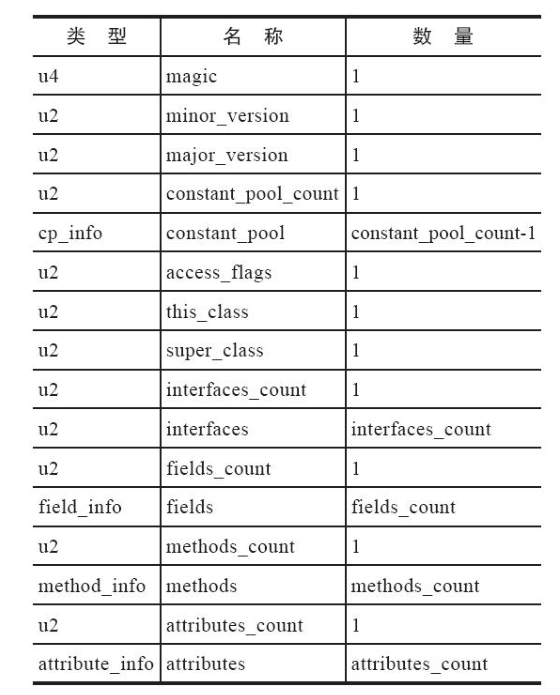 类 型 名 称 数 量
u4 magic 1
u2 minor_version 1
u2 major_version 1
u2 constant_pool_count 1
cp_info constant_pool constant_pool_count-1
u2 access_flags 1
u2 this_class 1
u2 super_class 1
u2 interfaces_count 1
u2 interfaces interfaces_count
u2 fields_count 1
field_info fields fields_count
u2 methods_count 1
method_info methods methods_count
u2 attributes_count 1
attribute_info attributes attributes_count